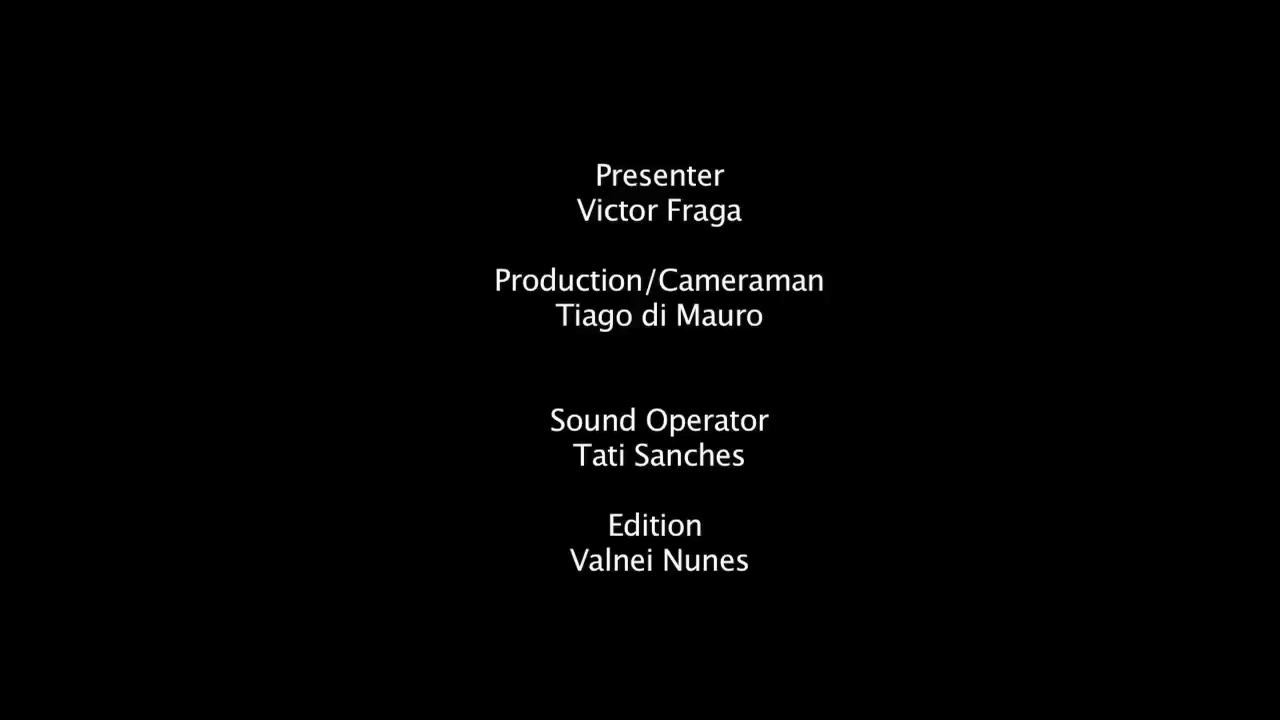 Presenter
Victor Fraga
Production/Cameraman
Tiago di Mauro
Sound Operator
Tati Sanches
Edition
Valnei Nunes